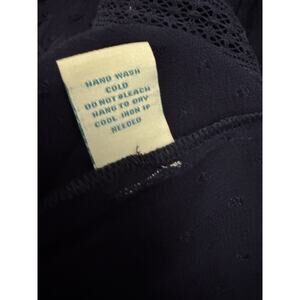 HAND WASH
COLD
DO NOT BLEACH
HANG TO DRY
COOL IRON IF
NEEDED